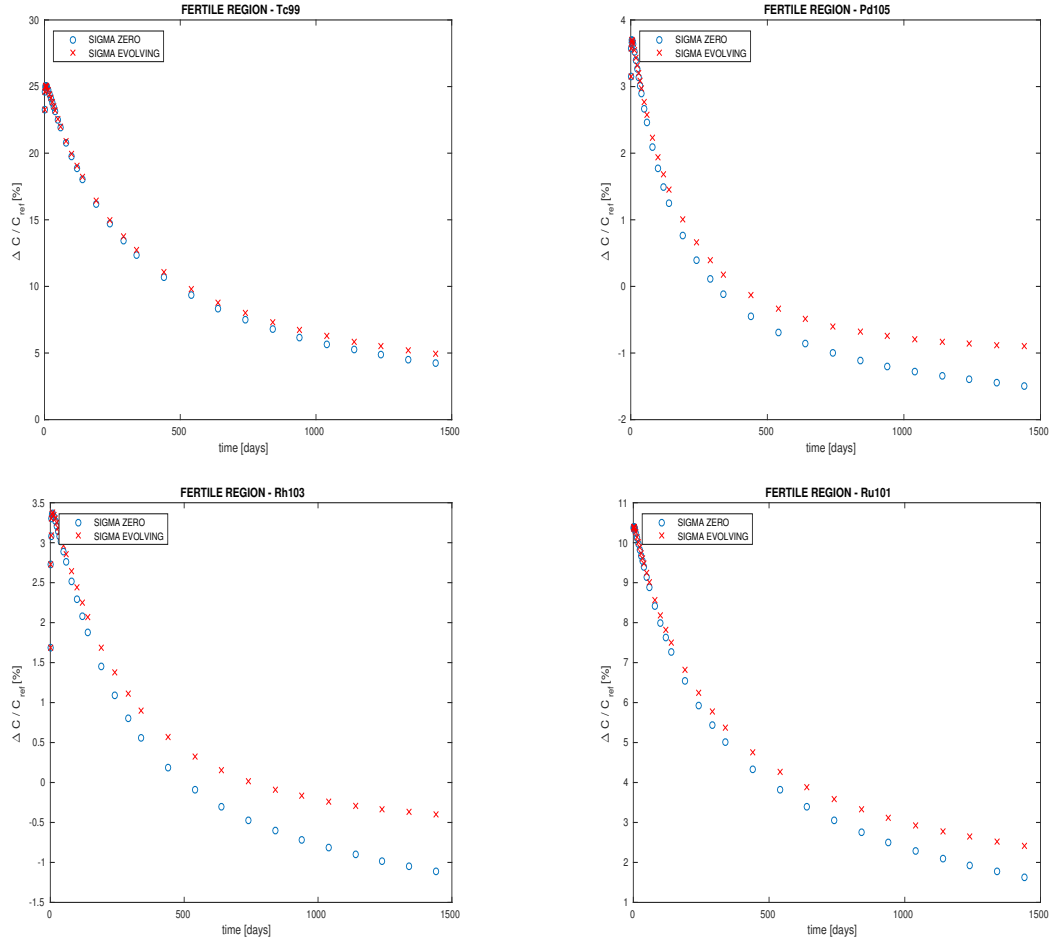 FERTILE REGION - Tc99
30
25
20
15
10
5
0
Δ C / C_ref [%]
SIGMA ZERO
SIGMA EVOLVING
0 500 1000 1500
time [days]
FERTILE REGION - Pd105
4
3
2
1
0
-1
-2
Δ C / C_ref [%]
SIGMA ZERO
SIGMA EVOLVING
0 500 1000 1500
time [days]
FERTILE REGION - Rh103
3.5
3
2.5
2
1.5
1
0.5
0
-0.5
-1
-1.5
Δ C / C_ref [%]
SIGMA ZERO
SIGMA EVOLVING
0 500 1000 1500
time [days]
FERTILE REGION - Ru101
11
10
9
8
7
6
5
4
3
2
1
Δ C / C_ref [%]
SIGMA ZERO
SIGMA EVOLVING
0 500 1000 1500
time [days]